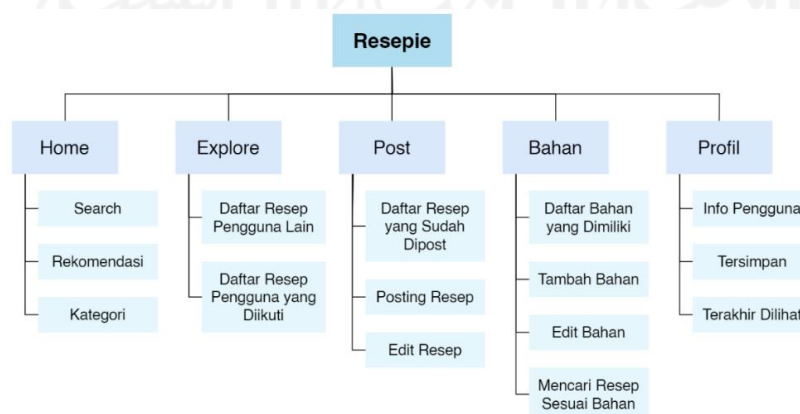 Resepie
Home
Explore
Post
Bahan
Profil
Search
Rekomendasi
Kategori
Daftar Resep
Pengguna Lain
Daftar Resep
Pengguna yang
Diikuti
Daftar Resep
yang Sudah
Dipost
Posting Resep
Edit Resep
Daftar Bahan
yang Dimiliki
Tambah Bahan
Edit Bahan
Mencari Resep
Sesuai Bahan
Info Pengguna
Tersimpan
Terakhir Dilihat